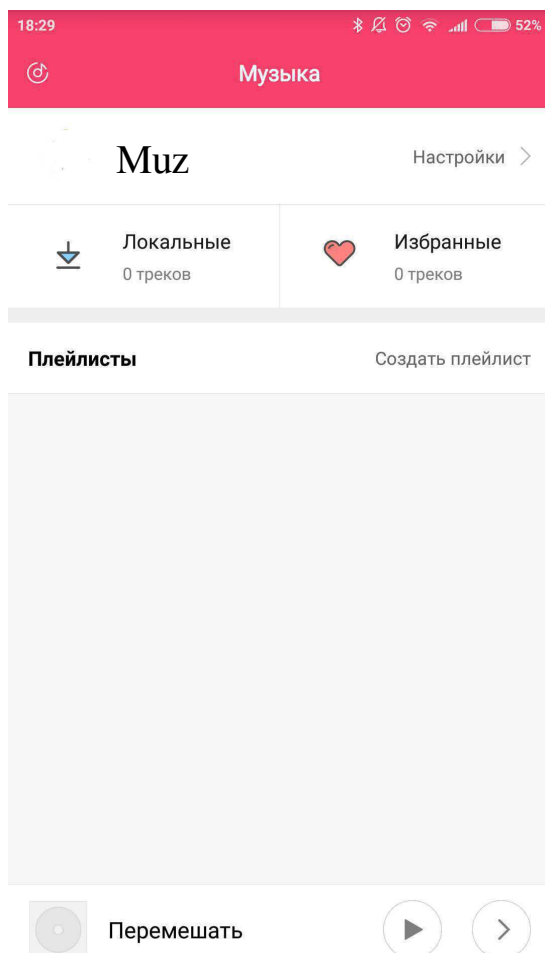 18:29 52%
Музыка
Muz
Настройки
Локальные
0 треков
Избранные
0 треков
Плейлисты
Создать плейлист
Перемешать